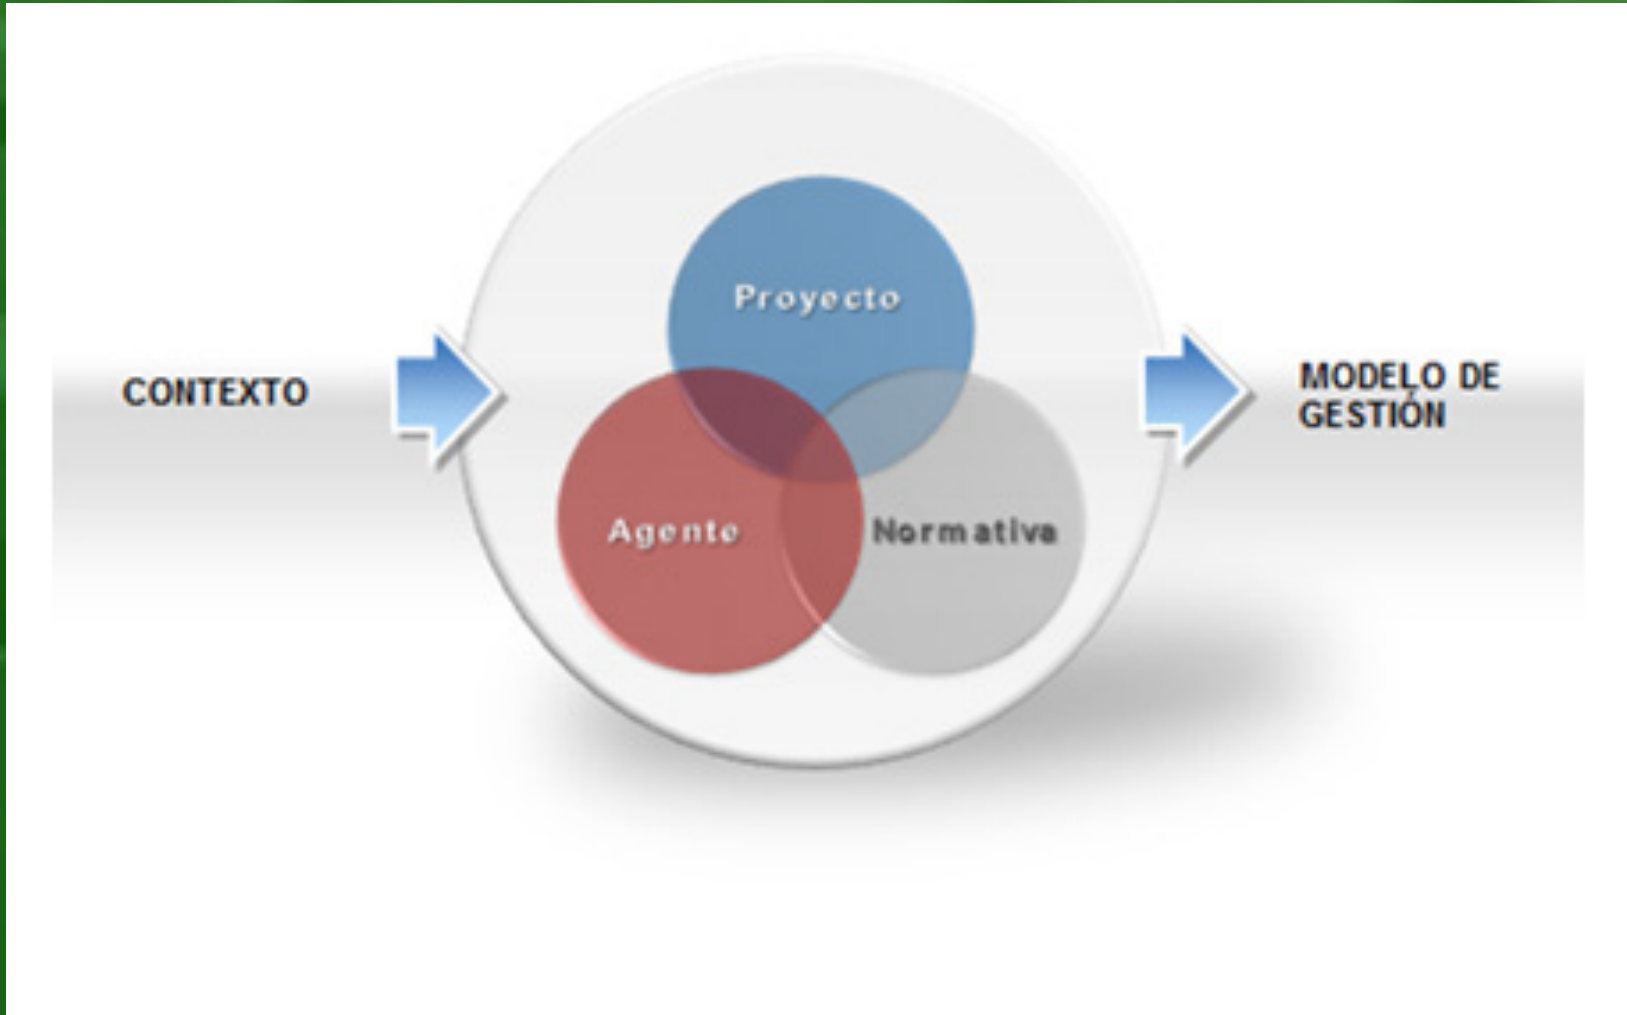 Proyecto
CONTEXTO
MODELO DE
GESTIÓN
Agente
Normativa